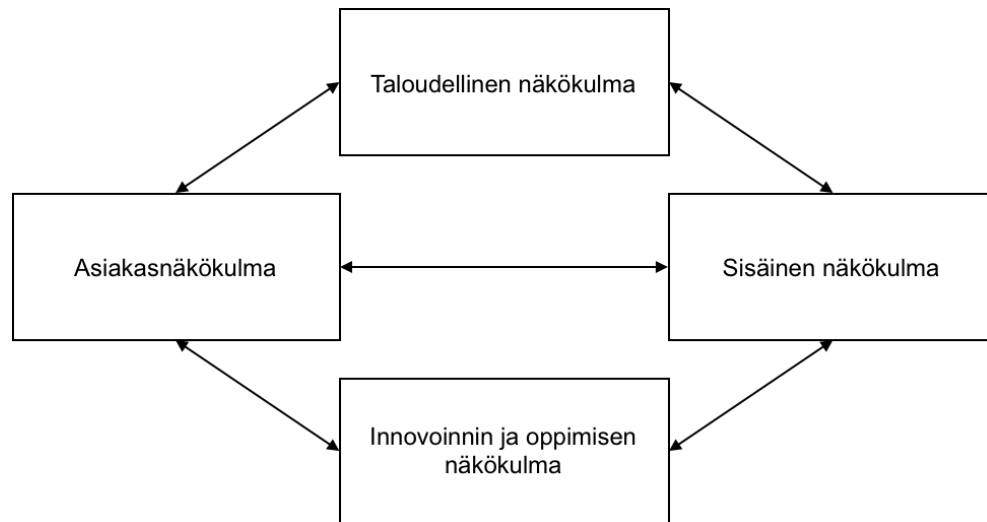 Taloudellinen näkökulma
Asiakasnäkökulma
Sisäinen näkökulma
Innovoinnin ja oppimisen
näkökulma